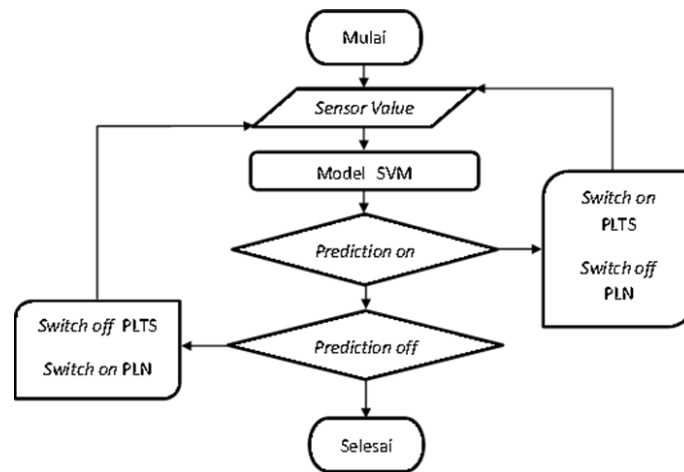 Mulai
Sensor Value
Model SVM
Prediction on
Switch on
PLTS
Switch off
PLN
Prediction off
Switch off PLTS
Switch on PLN
Selesai